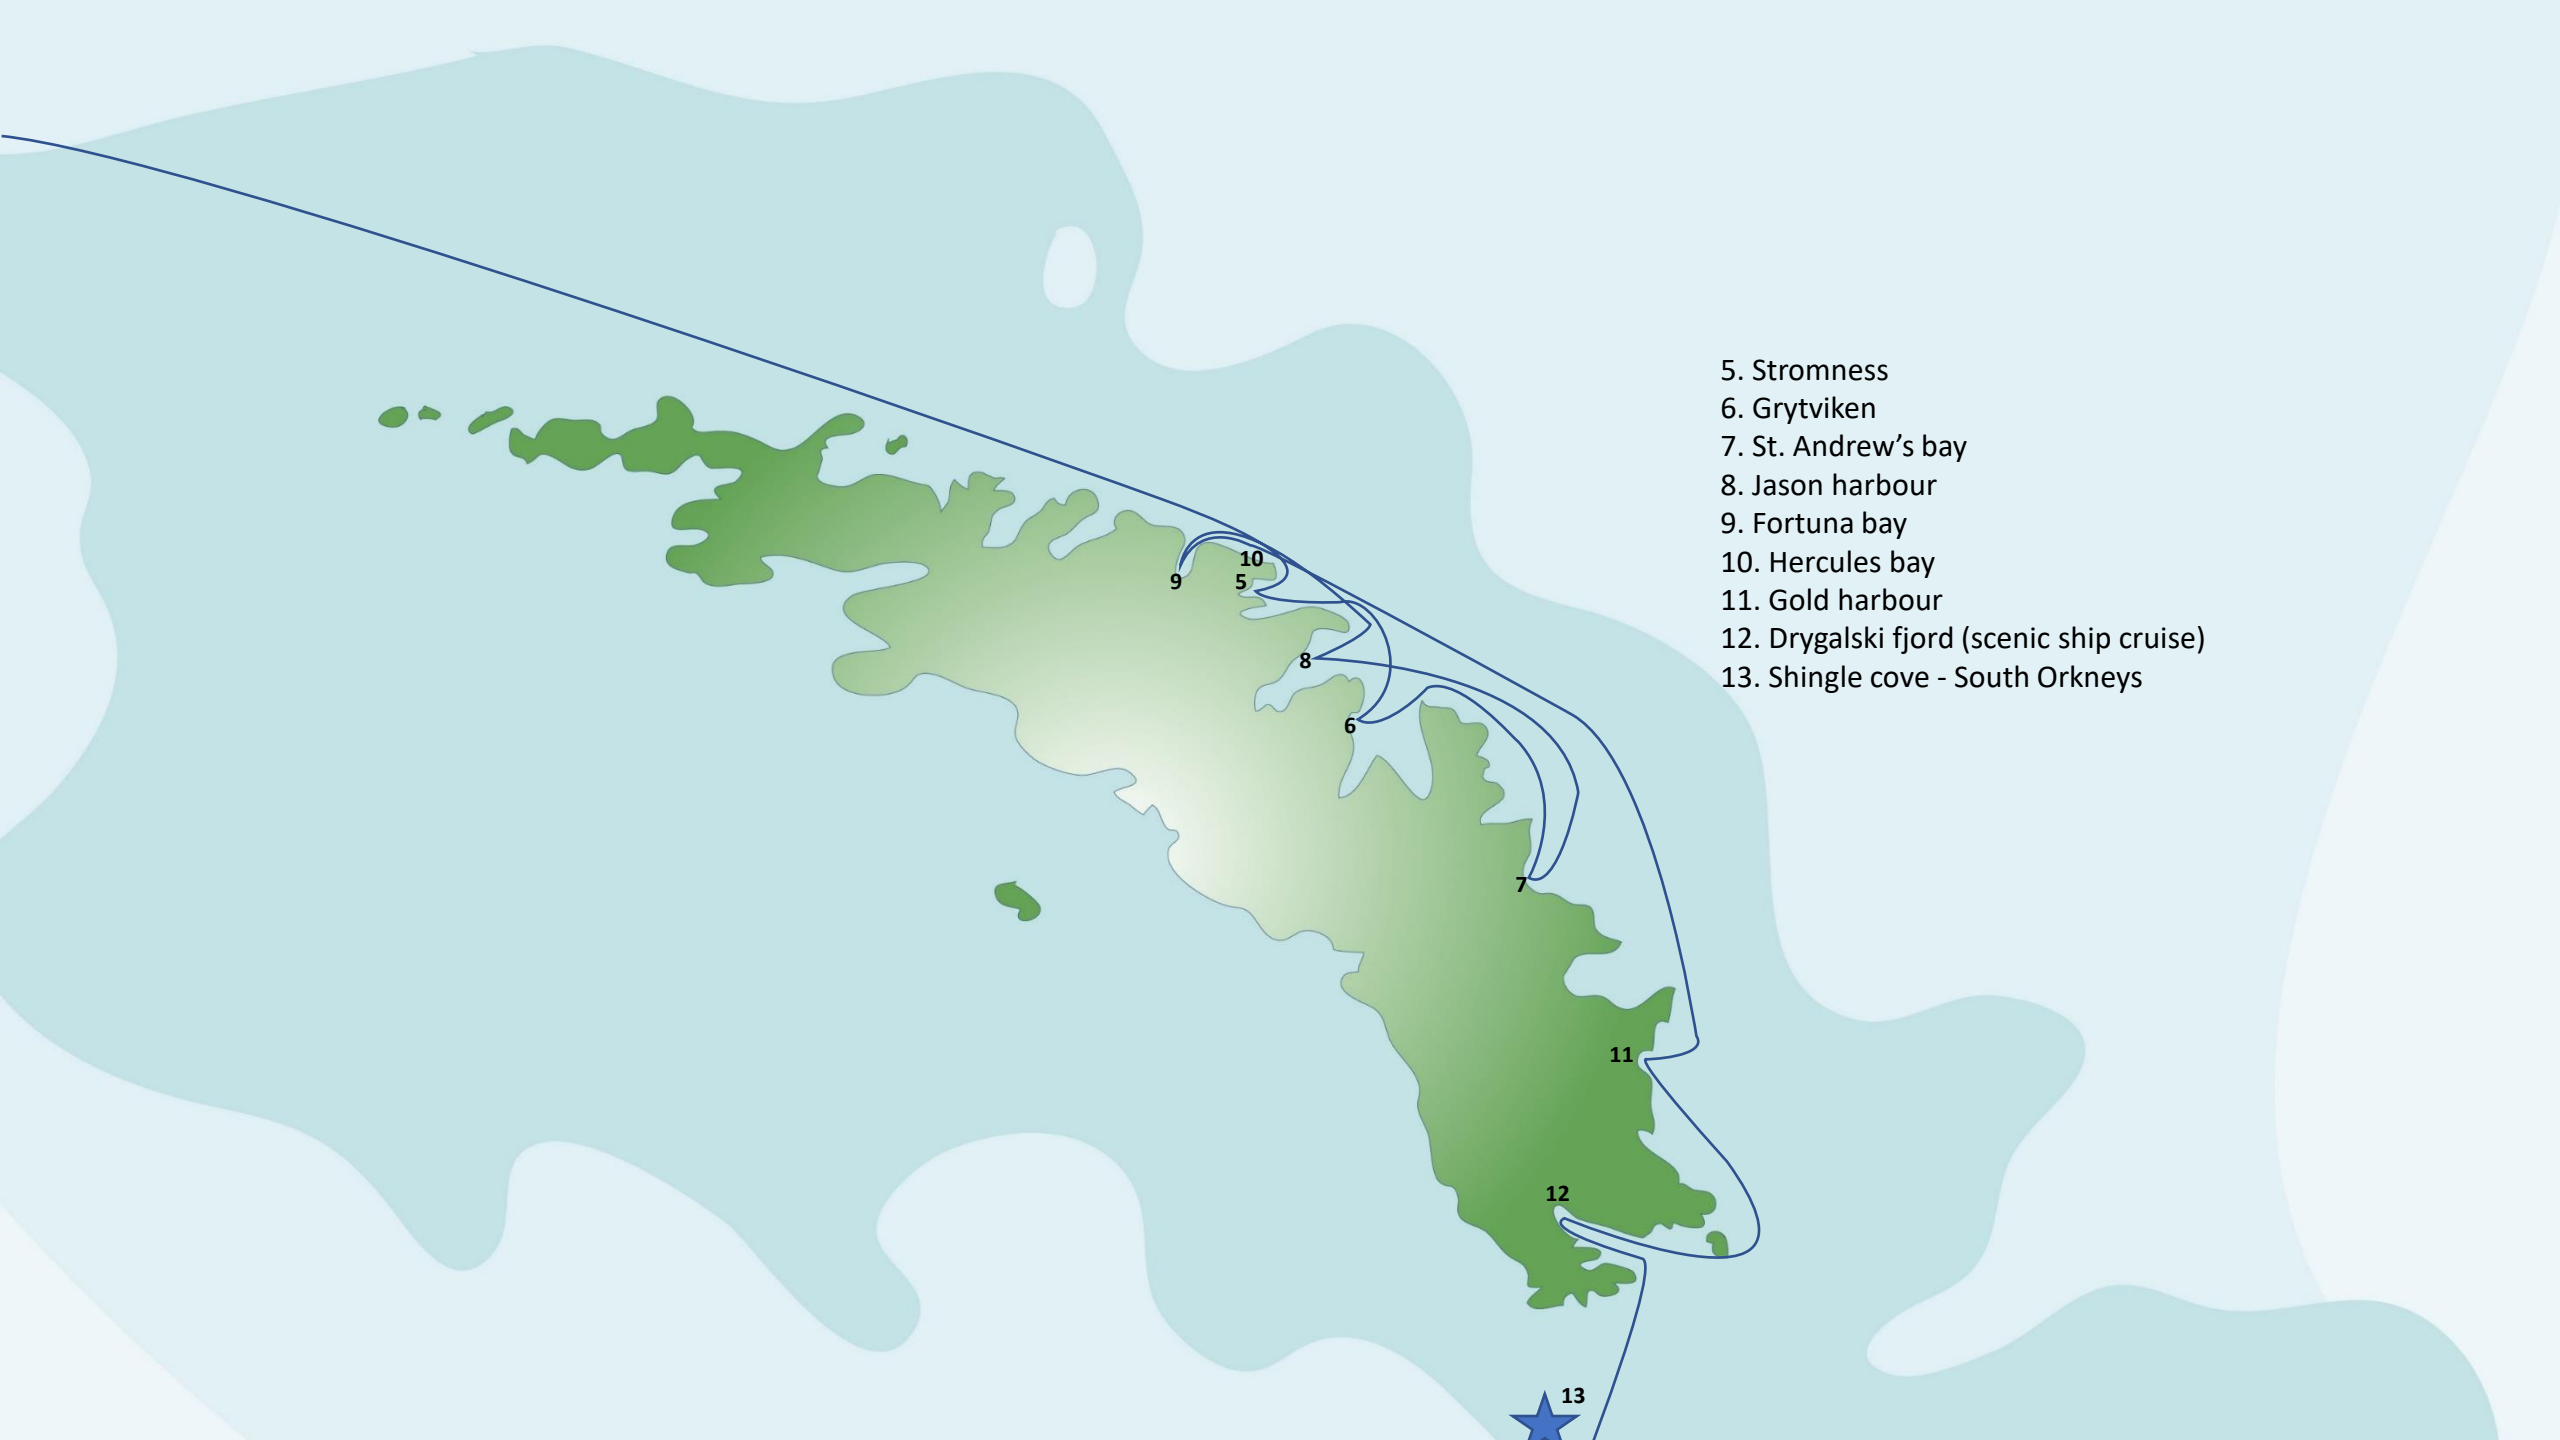 10
9
5
8
6
7
11
12
13
5. Stromness
6. Grytviken
7. St. Andrew’s bay
8. Jason harbour
9. Fortuna bay
10. Hercules bay
11. Gold harbour
12. Drygalski fjord (scenic ship cruise)
13. Shingle cove - South Orkneys